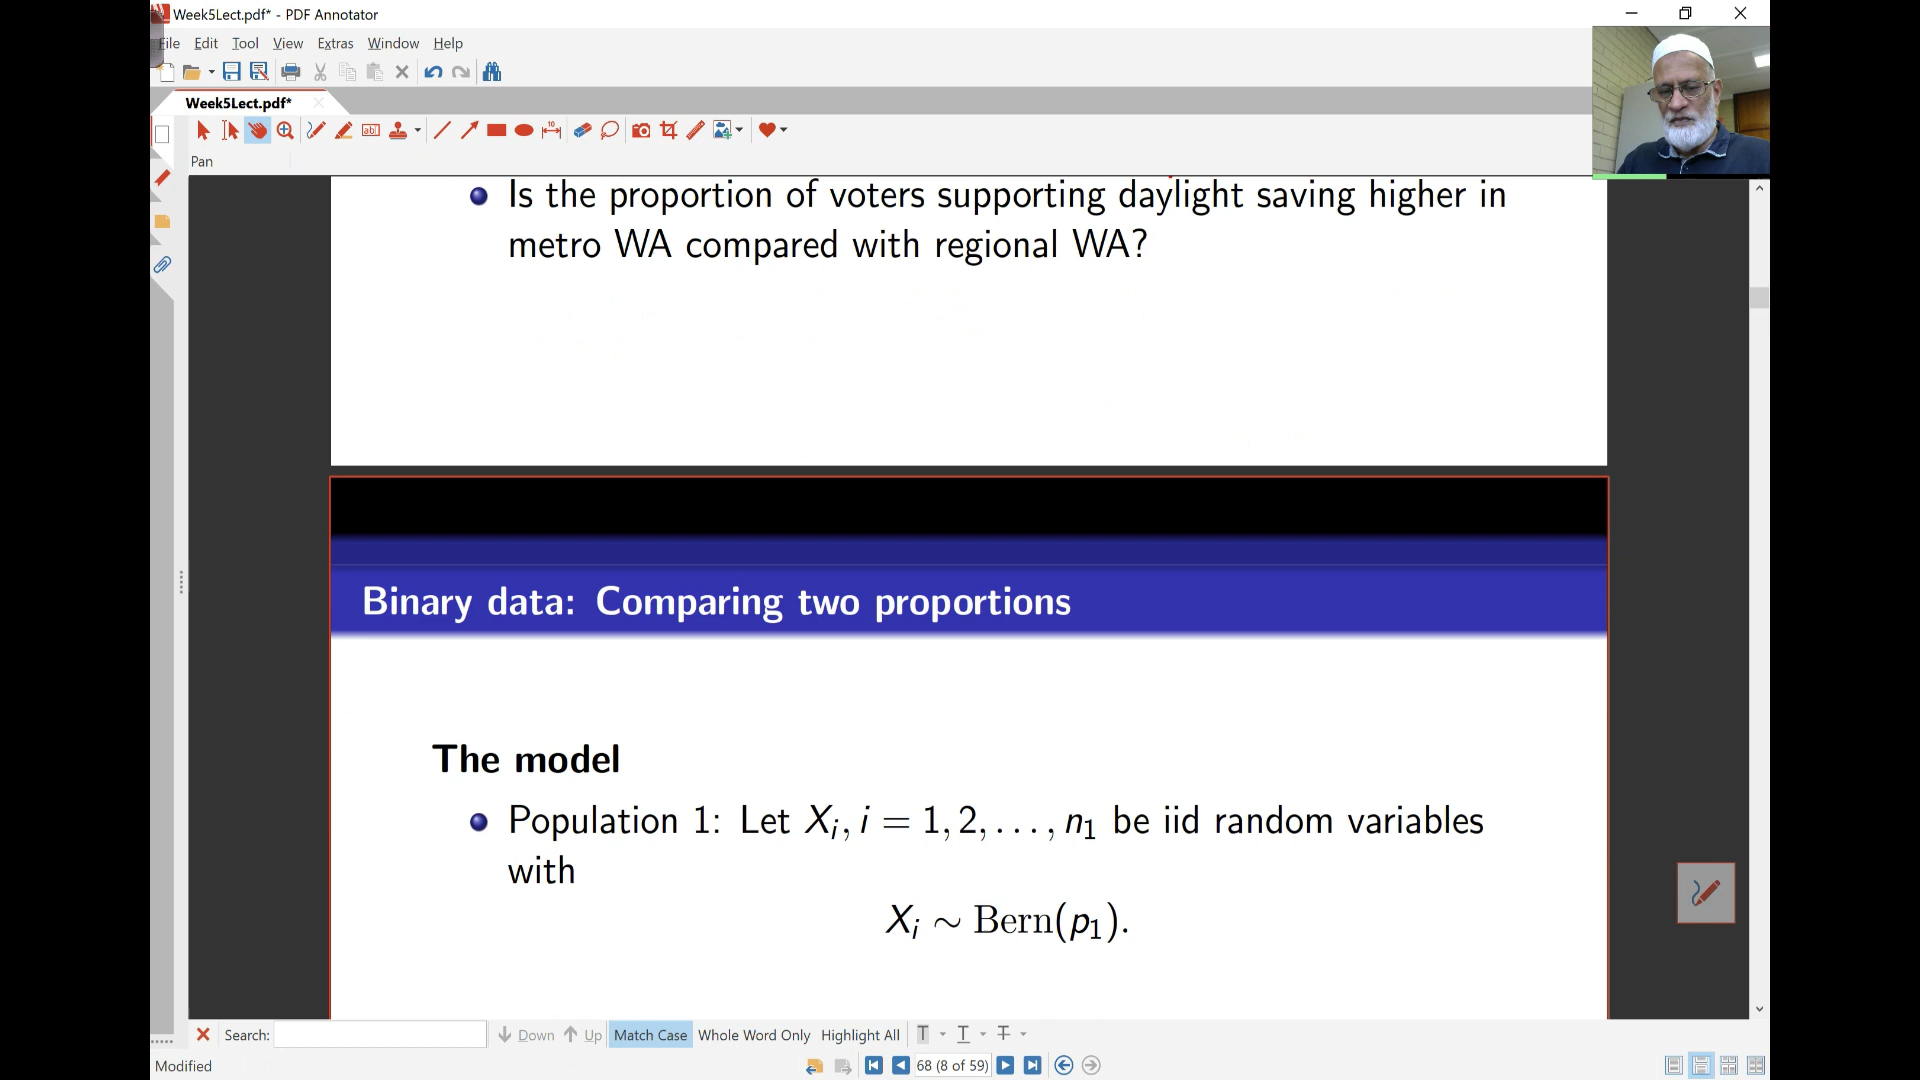 Week5Lect.pdf* - PDF Annotator
File Edit Tool View Extras Window Help
Week5Lect.pdf*
Pan
Is the proportion of voters supporting daylight saving higher in
metro WA compared with regional WA?
Binary data: Comparing two proportions
The model
Population 1: Let Xᵢ, i = 1, 2, . . . , n₁ be iid random variables
with
Xᵢ ∼ Bern(p₁).
Search: Down Up Match Case Whole Word Only Highlight All
Modified 68 (8 of 59)